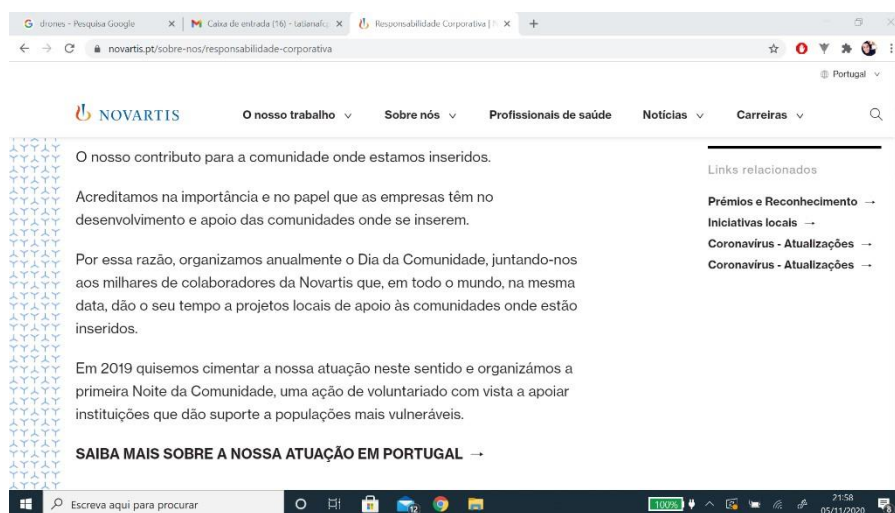 drones - Pesquisa Google
Caixa de entrada (16) - tatianafc
Responsabilidade Corporativa | N
novartis.pt/sobre-nos/responsabilidade-corporativa
Portugal
NOVARTIS
O nosso trabalho
Sobre nós
Profissionais de saúde
Notícias
Carreiras
O nosso contributo para a comunidade onde estamos inseridos.
Acreditamos na importância e no papel que as empresas têm no
desenvolvimento e apoio das comunidades onde se inserem.
Por essa razão, organizamos anualmente o Dia da Comunidade, juntando-nos
aos milhares de colaboradores da Novartis que, em todo o mundo, na mesma
data, dão o seu tempo a projetos locais de apoio às comunidades onde estão
inseridos.
Em 2019 quisemos cimentar a nossa atuação neste sentido e organizámos a
primeira Noite da Comunidade, uma ação de voluntariado com vista a apoiar
instituições que dão suporte a populações mais vulneráveis.
SAIBA MAIS SOBRE A NOSSA ATUAÇÃO EM PORTUGAL →
Links relacionados
Prémios e Reconhecimento →
Iniciativas locais →
Coronavírus - Atualizações →
Coronavírus - Atualizações →
Escreva aqui para procurar
12
100%
21:58
05/11/2020